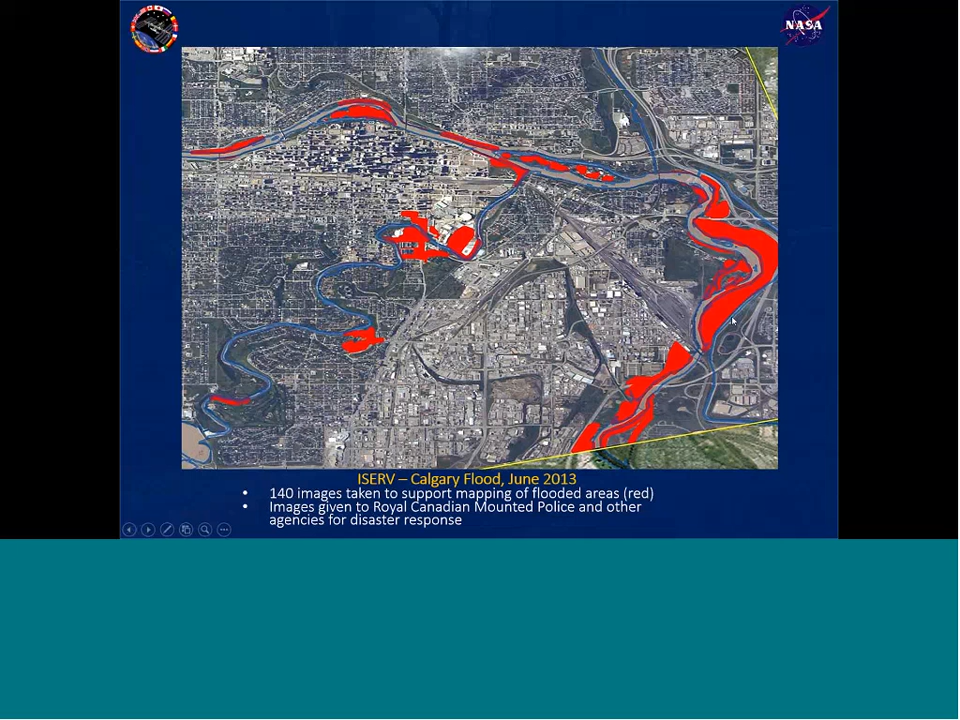 NASA
ISERV – Calgary Flood, June 2013
• 140 images taken to support mapping of flooded areas (red)
• Images given to Royal Canadian Mounted Police and other
agencies for disaster response